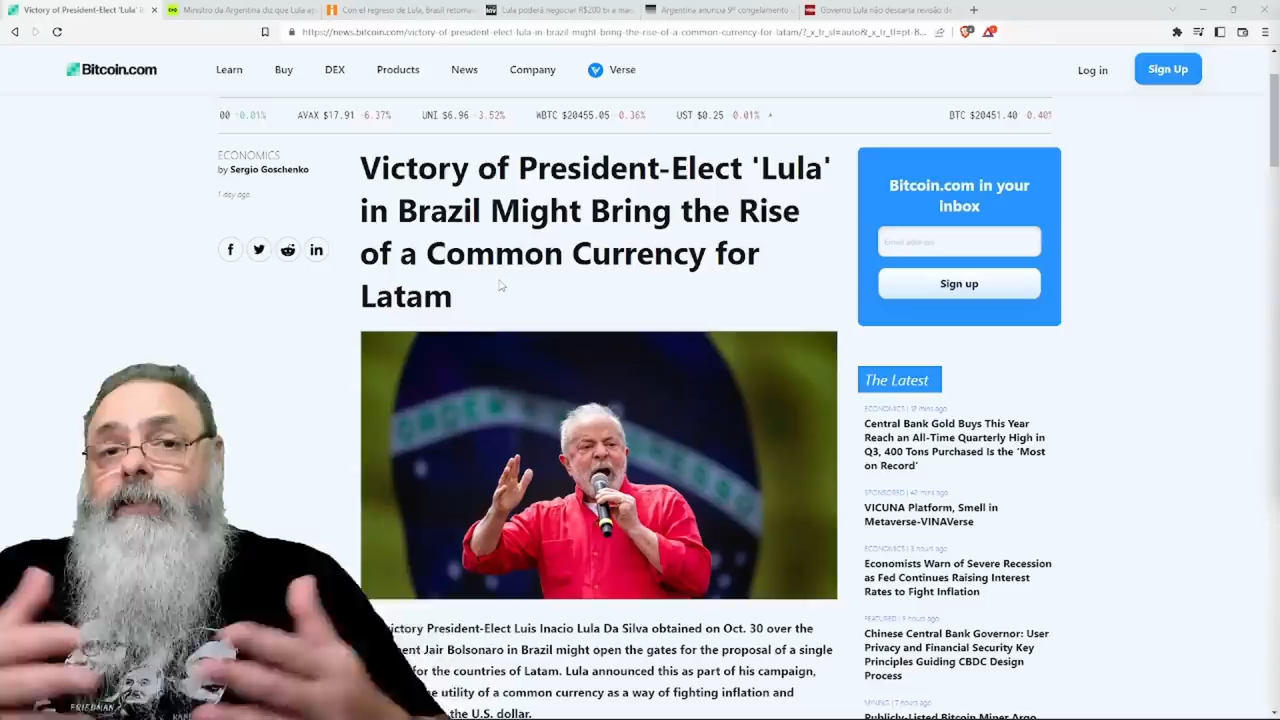 Victory of President-Elect 'Lula' i
Ministro da Argentina diz que Lula ap
Con el regreso de Lula, Brasil retoma
Lula poderá negociar R$200 bi a mais
Argentina anuncia 9º congelamento
Governo Lula não descarta revisão d
https://news.bitcoin.com/victory-of-president-elect-lula-in-brazil-might-bring-the-rise-of-a-common-currency-for-latam/?_x_tr_sl=auto&_x_tr_tl=pt-B...
Bitcoin.com
Learn
Buy
DEX
Products
News
Company
Verse
Log in
Sign Up
00 -0.01% AVAX $17.91 -6.37% UNI $6.96 -3.52% WBTC $20455.05 -0.36% UST $0.25 -0.01% BTC $20451.40 -0.40%
ECONOMICS
by Sergio Goschenko
1 day ago
Victory of President-Elect 'Lula'
in Brazil Might Bring the Rise
of a Common Currency for
Latam
ictory President-Elect Luis Inacio Lula Da Silva obtained on Oct. 30 over the
ent Jair Bolsonaro in Brazil might open the gates for the proposal of a single
for the countries of Latam. Lula announced this as part of his campaign,
e utility of a common currency as a way of fighting inflation and
the U.S. dollar.
Bitcoin.com in your
inbox
Email address
Sign up
The Latest
ECONOMICS | 12 mins ago
Central Bank Gold Buys This Year
Reach an All-Time Quarterly High in
Q3, 400 Tons Purchased Is the 'Most
on Record'
SPONSORED | 42 mins ago
VICUNA Platform, Smell in
Metaverse-VINAVerse
ECONOMICS | 3 hours ago
Economists Warn of Severe Recession
as Fed Continues Raising Interest
Rates to Fight Inflation
FEATURED | 5 hours ago
Chinese Central Bank Governor: User
Privacy and Financial Security Key
Principles Guiding CBDC Design
Process
MINING | 7 hours ago
Publicly-Listed Bitcoin Miner Argo
FRIEDMAN